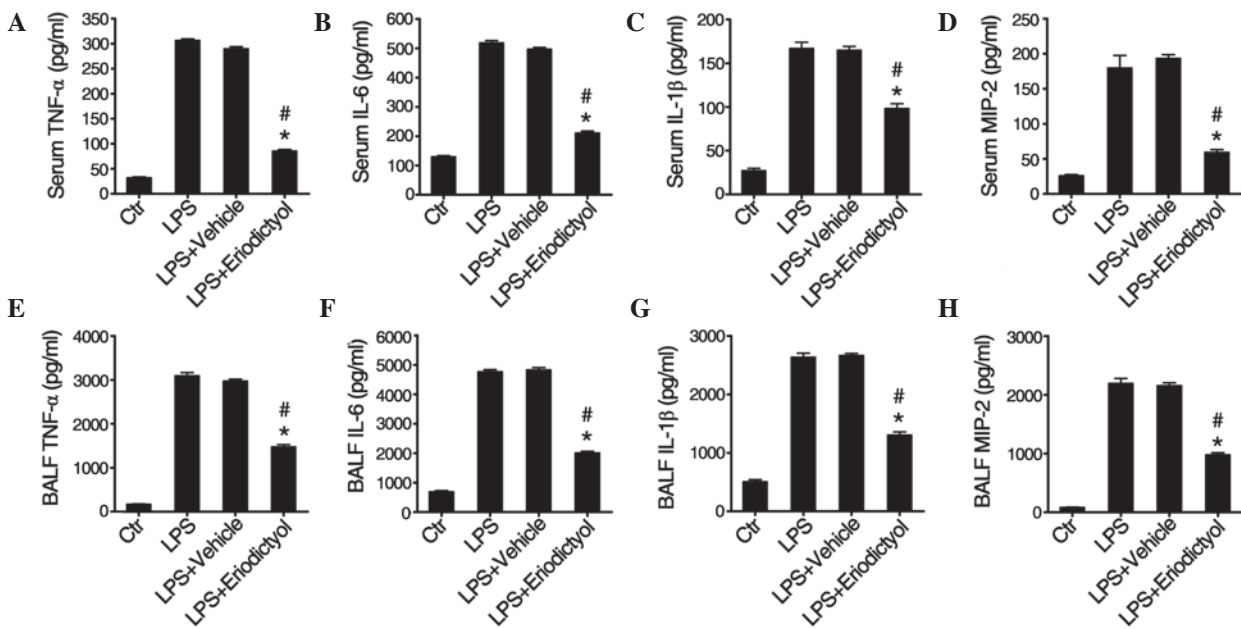 A
Serum TNF-α (pg/ml)
350
300
250
200
150
100
50
0
#
*
Ctr
LPS
LPS+Vehicle
LPS+Eriodictyol
B
Serum IL-6 (pg/ml)
600
500
400
300
200
100
0
#
*
Ctr
LPS
LPS+Vehicle
LPS+Eriodictyol
C
Serum IL-1β (pg/ml)
200
150
100
50
0
#
*
Ctr
LPS
LPS+Vehicle
LPS+Eriodictyol
D
Serum MIP-2 (pg/ml)
250
200
150
100
50
0
#
*
Ctr
LPS
LPS+Vehicle
LPS+Eriodictyol
E
BALF TNF-α (pg/ml)
4000
3000
2000
1000
0
#
*
Ctr
LPS
LPS+Vehicle
LPS+Eriodictyol
F
BALF IL-6 (pg/ml)
6000
5000
4000
3000
2000
1000
0
#
*
Ctr
LPS
LPS+Vehicle
LPS+Eriodictyol
G
BALF IL-1β (pg/ml)
3000
2000
1000
0
#
*
Ctr
LPS
LPS+Vehicle
LPS+Eriodictyol
H
BALF MIP-2 (pg/ml)
3000
2000
1000
0
#
*
Ctr
LPS
LPS+Vehicle
LPS+Eriodictyol